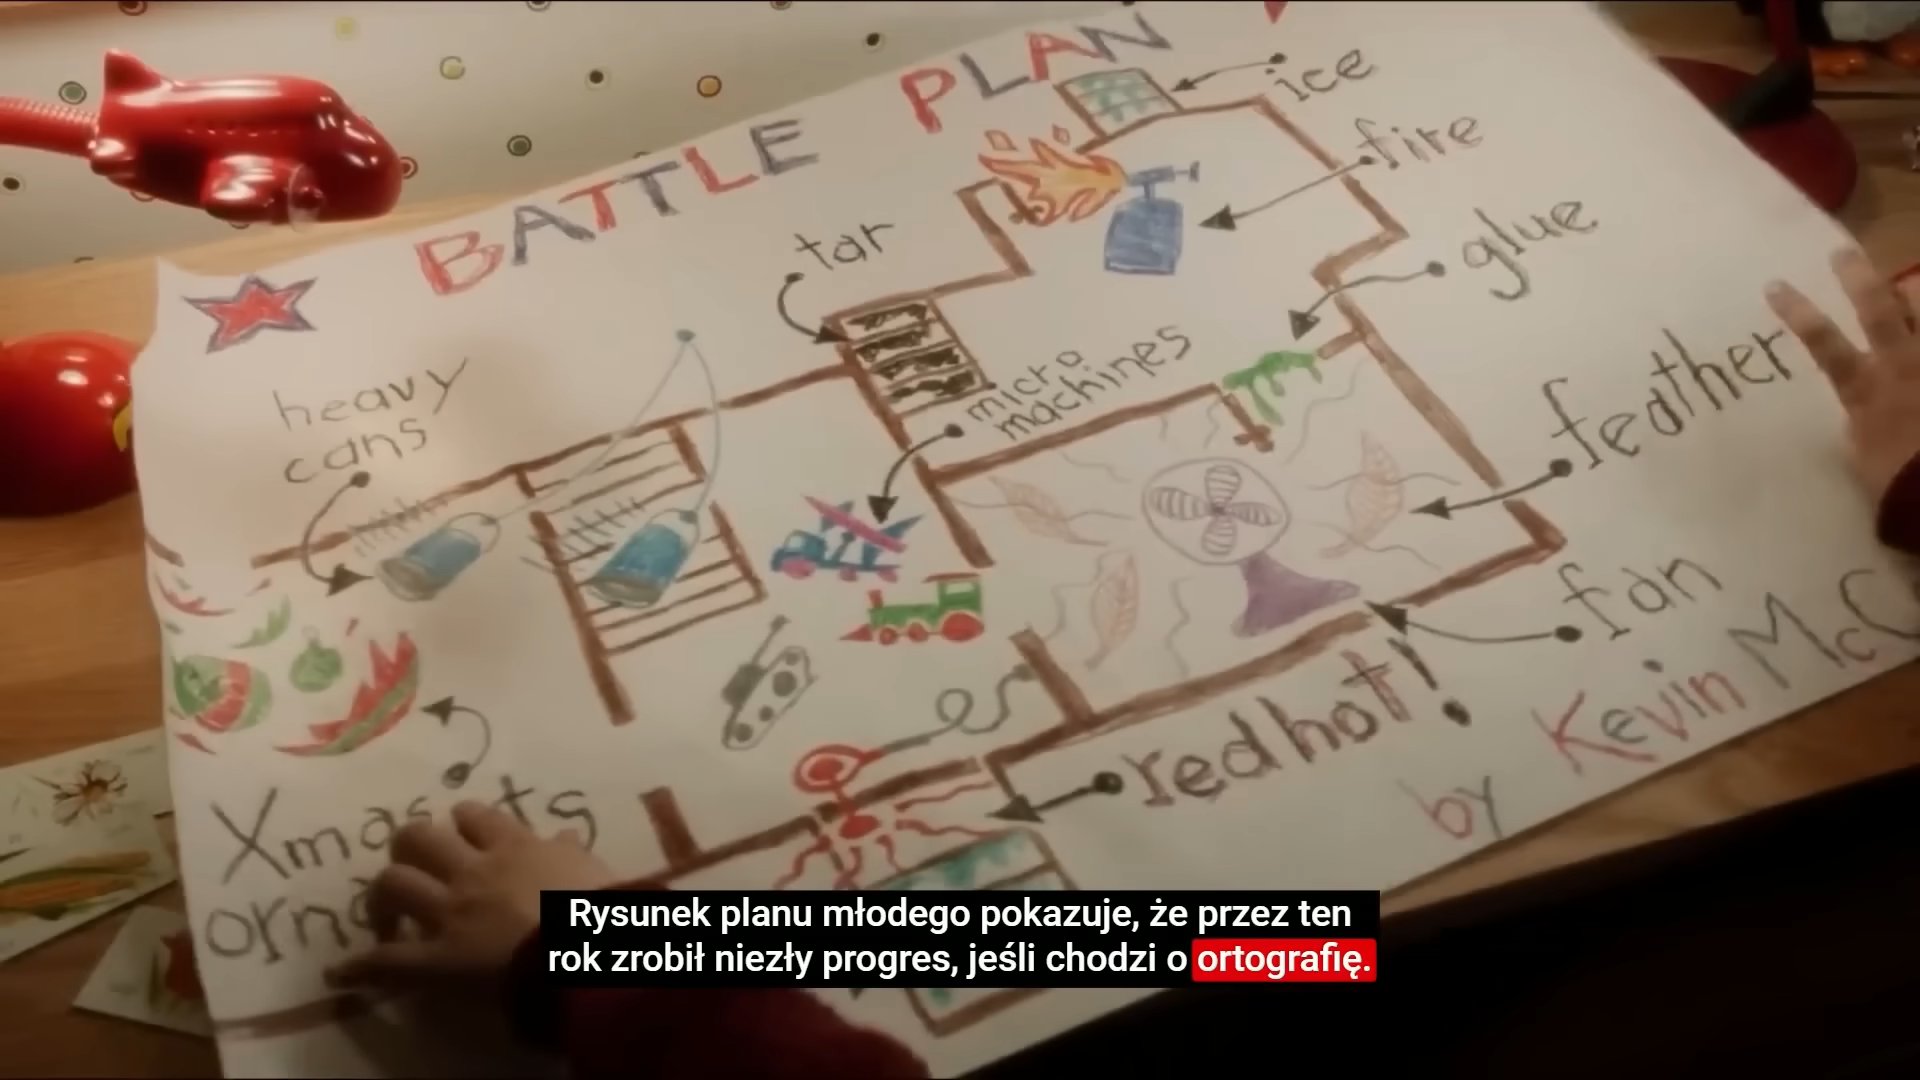 BATTLE PLAN
ice
fire
glue
tar
micro
machines
feather
heavy
cans
fan
redhot!
by Kevin McC
Xmas
Rysunek planu młodego pokazuje, że przez ten
rok zrobił niezły progres, jeśli chodzi o ortografię.